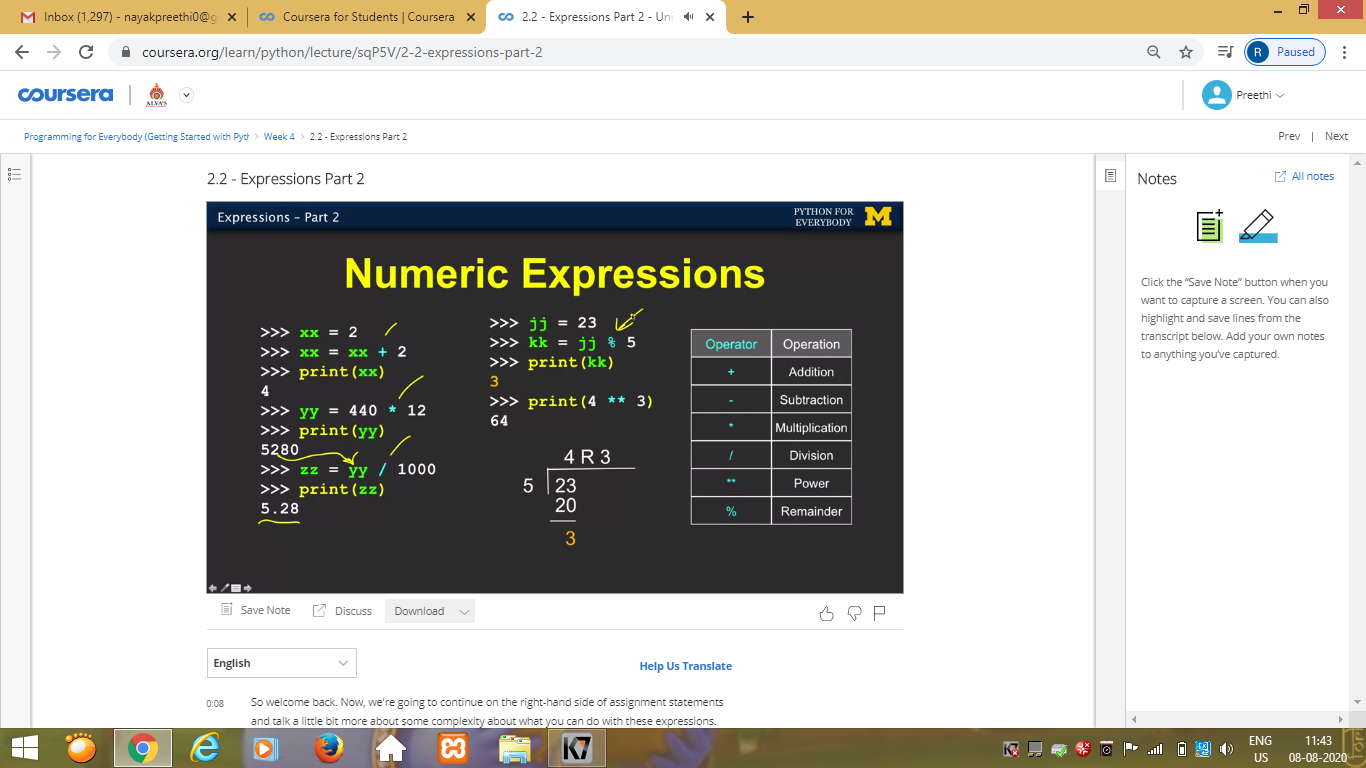 Inbox (1,297) - nayakpreethi0@g
Coursera for Students | Coursera
2.2 - Expressions Part 2 - Uni
coursera.org/learn/python/lecture/sqP5V/2-2-expressions-part-2
R Paused
coursera
ALVA'S
Preethi
Programming for Everybody (Getting Started with Pyth > Week 4 > 2.2 - Expressions Part 2
Prev | Next
2.2 - Expressions Part 2
Expressions – Part 2
PYTHON FOR
EVERYBODY
M
Numeric Expressions
>>> xx = 2
>>> xx = xx + 2
>>> print(xx)
4
>>> yy = 440 * 12
>>> print(yy)
5280
>>> zz = yy / 1000
>>> print(zz)
5.28
>>> jj = 23
>>> kk = jj % 5
>>> print(kk)
3
>>> print(4 ** 3)
64
4 R 3
5 23
20
3
Operator Operation
+ Addition
- Subtraction
* Multiplication
/ Division
** Power
% Remainder
Save Note
Discuss
Download
English
Help Us Translate
0:08 So welcome back. Now, we're going to continue on the right-hand side of assignment statements
and talk a little bit more about some complexity about what you can do with these expressions.
Notes
All notes
Click the “Save Note” button when you
want to capture a screen. You can also
highlight and save lines from the
transcript below. Add your own notes
to anything you've captured.
K7
ENG
US
11:43
08-08-2020